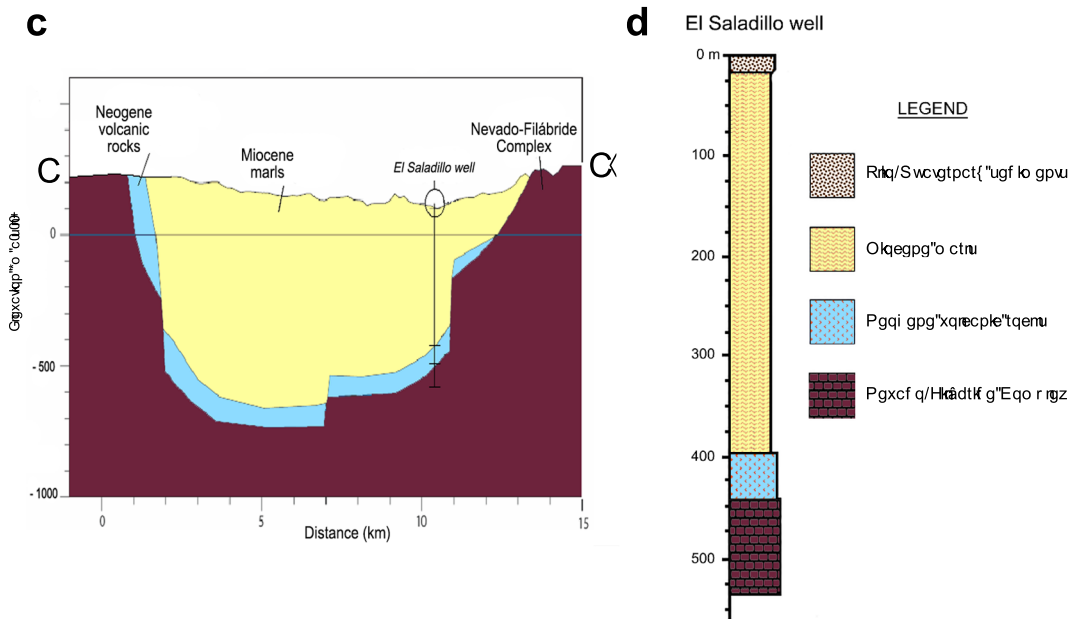 c
Neogene
volcanic
rocks
Miocene
marls
El Saladillo well
Nevado-Filábride
Complex
C
C
0
-500
-1000
0
5
10
15
Distance (km)
d
El Saladillo well
0 m
100
200
300
400
500
LEGEND